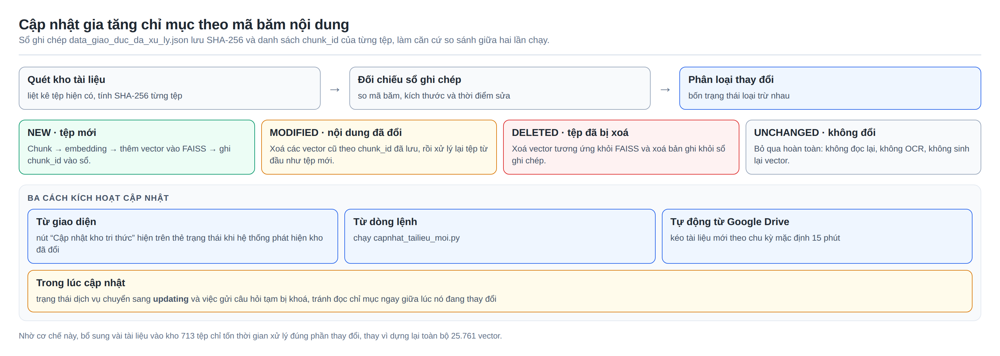 Cập nhật gia tăng chỉ mục theo mã băm nội dung
Sổ ghi chép data_giao_duc_da_xu_ly.json lưu SHA-256 và danh sách chunk_id của từng tệp, làm căn cứ so sánh giữa hai lần chạy.
Quét kho tài liệu
liệt kê tệp hiện có, tính SHA-256 từng tệp
→
Đối chiếu sổ ghi chép
so mã băm, kích thước và thời điểm sửa
→
Phân loại thay đổi
bốn trạng thái loại trừ nhau
NEW · tệp mới
Chunk → embedding → thêm vector vào FAISS → ghi
chunk_id vào sổ.
MODIFIED · nội dung đã đổi
Xoá các vector cũ theo chunk_id đã lưu, rồi xử lý lại tệp từ
đầu như tệp mới.
DELETED · tệp đã bị xoá
Xoá vector tương ứng khỏi FAISS và xoá bản ghi khỏi sổ
ghi chép.
UNCHANGED · không đổi
Bỏ qua hoàn toàn: không đọc lại, không OCR, không sinh
lại vector.
BA CÁCH KÍCH HOẠT CẬP NHẬT
Từ giao diện
nút “Cập nhật kho tri thức” hiện trên thẻ trạng thái khi hệ thống phát hiện kho
đã đổi
Từ dòng lệnh
chạy capnhat_tailieu_moi.py
Tự động từ Google Drive
kéo tài liệu mới theo chu kỳ mặc định 15 phút
Trong lúc cập nhật
trạng thái dịch vụ chuyển sang updating và việc gửi câu hỏi tạm bị khoá, tránh đọc chỉ mục ngay giữa lúc nó đang thay đổi
Nhờ cơ chế này, bổ sung vài tài liệu vào kho 713 tệp chỉ tốn thời gian xử lý đúng phần thay đổi, thay vì dựng lại toàn bộ 25.761 vector.